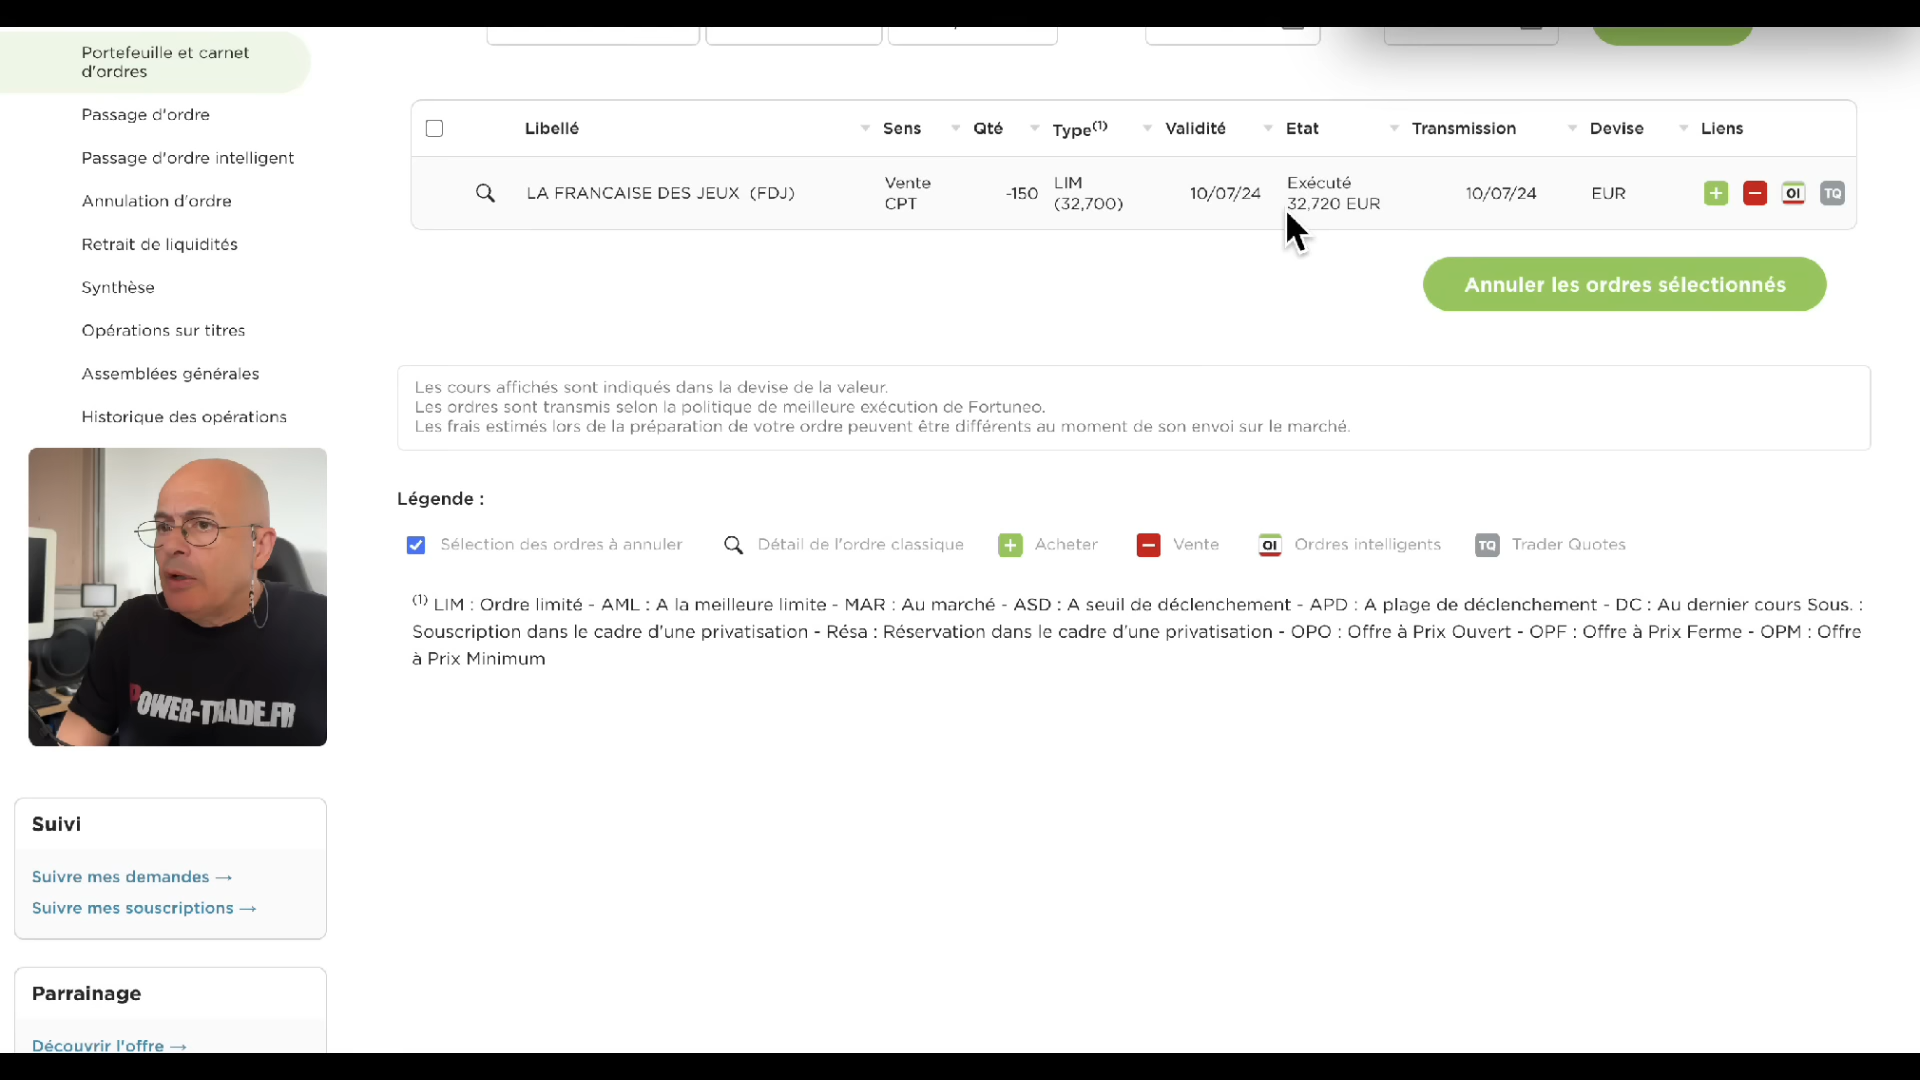 Portefeuille et carnet
d'ordres
Passage d'ordre
Passage d'ordre intelligent
Annulation d'ordre
Retrait de liquidités
Synthèse
Opérations sur titres
Assemblées générales
Historique des opérations
Libellé Sens Qté Type(1) Validité Etat Transmission Devise Liens
LA FRANCAISE DES JEUX (FDJ) Vente CPT -150 LIM (32,700) 10/07/24 Exécuté 32,720 EUR 10/07/24 EUR OI TQ
Annuler les ordres sélectionnés
Les cours affichés sont indiqués dans la devise de la valeur.
Les ordres sont transmis selon la politique de meilleure exécution de Fortuneo.
Les frais estimés lors de la préparation de votre ordre peuvent être différents au moment de son envoi sur le marché.
Légende :
Sélection des ordres à annuler Détail de l'ordre classique Acheter Vente OI Ordres intelligents TQ Trader Quotes
(1) LIM : Ordre limité - AML : A la meilleure limite - MAR : Au marché - ASD : A seuil de déclenchement - APD : A plage de déclenchement - DC : Au dernier cours Sous. :
Souscription dans le cadre d'une privatisation - Résa : Réservation dans le cadre d'une privatisation - OPO : Offre à Prix Ouvert - OPF : Offre à Prix Ferme - OPM : Offre
à Prix Minimum
POWER-TRADE.FR
Suivi
Suivre mes demandes →
Suivre mes souscriptions →
Parrainage
Découvrir l'offre →